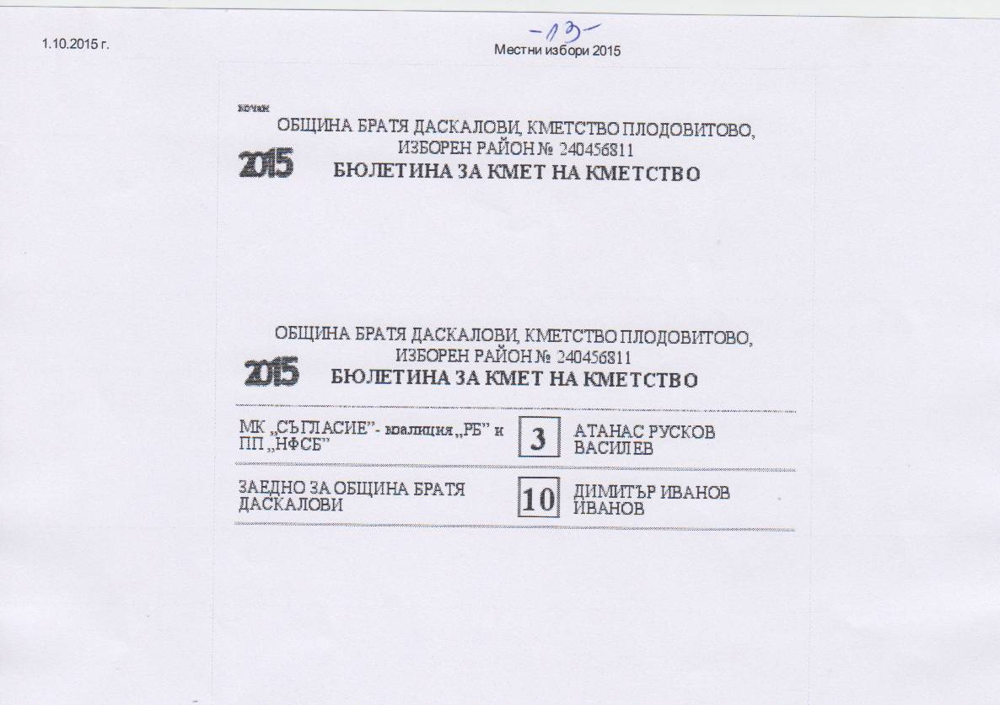 -13-
1.10.2015 г.
Местни избори 2015
кочан
ОБЩИНА БРАТЯ ДАСКАЛОВИ, КМЕТСТВО ПЛОДОВИТОВО,
ИЗБОРЕН РАЙОН № 240456811
2015
БЮЛЕТИНА ЗА КМЕТ НА КМЕТСТВО
ОБЩИНА БРАТЯ ДАСКАЛОВИ, КМЕТСТВО ПЛОДОВИТОВО,
ИЗБОРЕН РАЙОН № 240456811
2015
БЮЛЕТИНА ЗА КМЕТ НА КМЕТСТВО
МК „СЪГЛАСИЕ”- коалиция „РБ” и
ПП „НФСБ”
3
АТАНАС РУСКОВ
ВАСИЛЕВ
ЗАЕДНО ЗА ОБЩИНА БРАТЯ
ДАСКАЛОВИ
10
ДИМИТЪР ИВАНОВ
ИВАНОВ